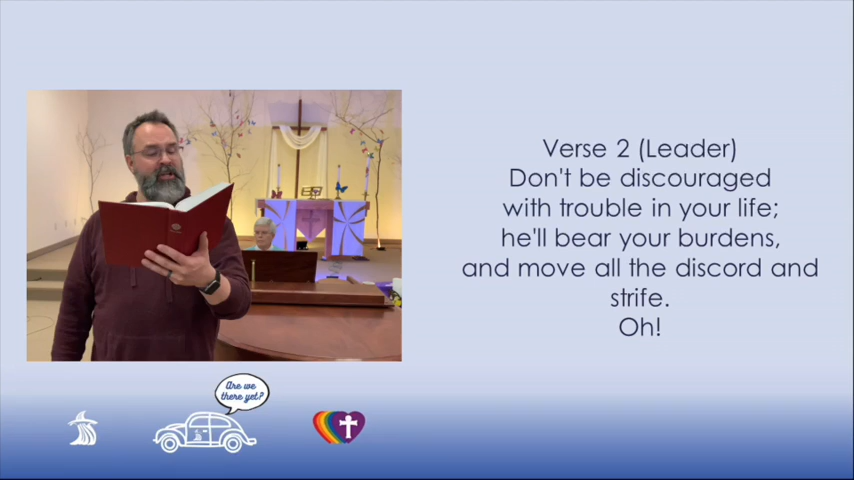 Verse 2 (Leader)
Don't be discouraged
with trouble in your life;
he'll bear your burdens,
and move all the discord and
strife.
Oh!
Are we
there yet?